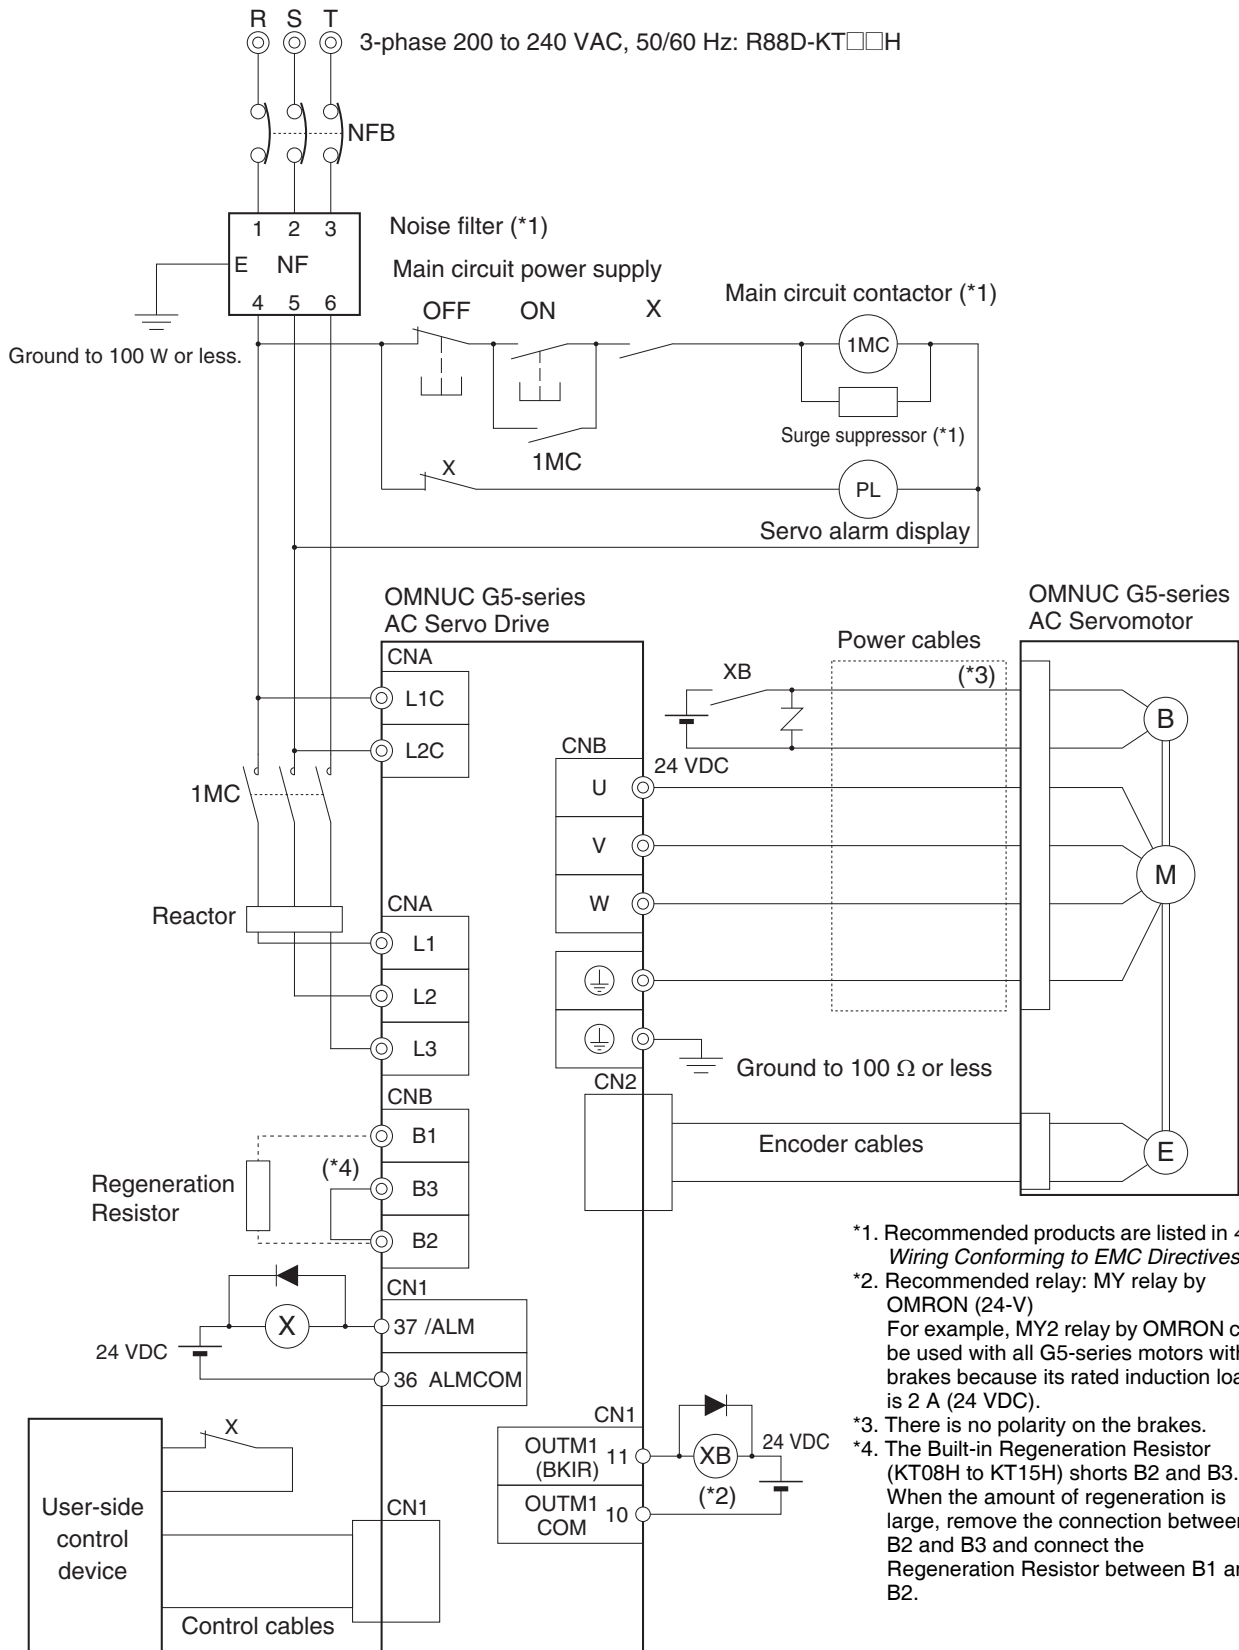 R S T
3-phase 200 to 240 VAC, 50/60 Hz: R88D-KT□□H
NFB
1 2 3
Noise filter (*1)
E NF
Main circuit power supply
4 5 6
OFF ON X
Main circuit contactor (*1)
1MC
Ground to 100 W or less.
Surge suppressor (*1)
1MC
X
PL
Servo alarm display
OMNUC G5-series
AC Servo Drive
OMNUC G5-series
AC Servomotor
CNA
Power cables
XB
(*3)
L1C
B
L2C
CNB
24 VDC
U
1MC
V
M
W
CNA
Reactor
L1
L2
L3
Ground to 100 Ω or less
CN2
CNB
B1
Encoder cables
E
(*4)
Regeneration
Resistor
B3
B2
CN1
X
37 /ALM
24 VDC
36 ALMCOM
*1. Recommended products are listed in
Wiring Conforming to EMC Directives
*2. Recommended relay: MY relay by
OMRON (24-V)
For example, MY2 relay by OMRON
be used with all G5-series motors
brakes because its rated induction
is 2 A (24 VDC).
*3. There is no polarity on the brakes.
*4. The Built-in Regeneration Resistor
(KT08H to KT15H) shorts B2 and B3.
When the amount of regeneration is
large, remove the connection between
B2 and B3 and connect the
Regeneration Resistor between B1
B2.
X
CN1
OUTM1
(BKIR) 11
XB
24 VDC
(*2)
OUTM1
COM 10
User-side
control
device
CN1
Control cables